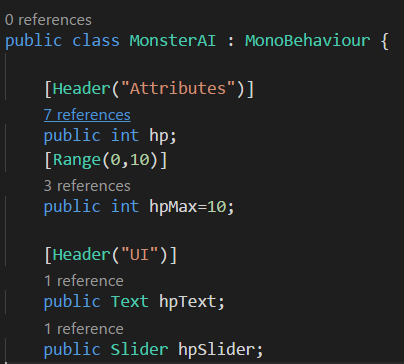 0 references
public class MonsterAI : MonoBehaviour {
[Header("Attributes")]
7 references
public int hp;
[Range(0,10)]
3 references
public int hpMax=10;
[Header("UI")]
1 reference
public Text hpText;
1 reference
public Slider hpSlider;